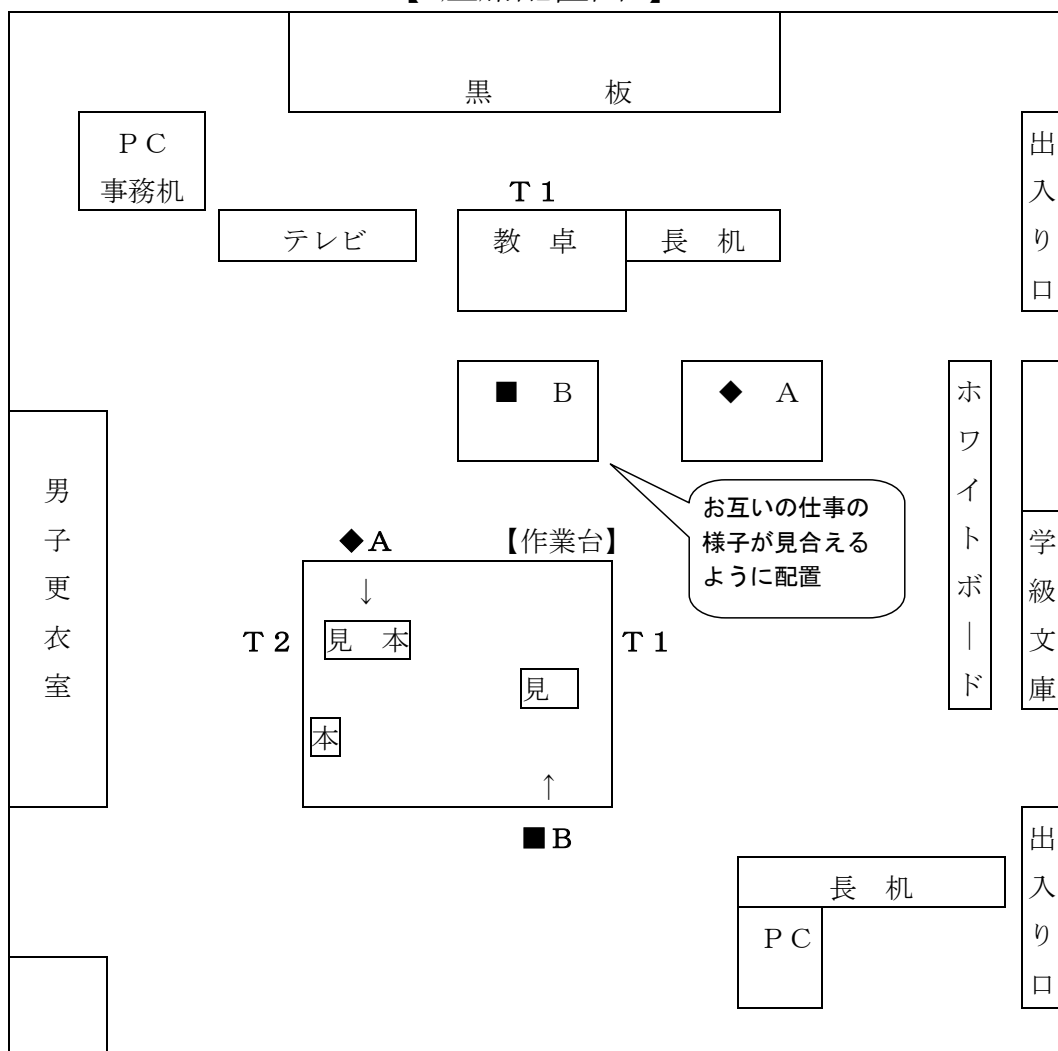 黒 板
ＰＣ
事務机
出入り口
Ｔ１
テレビ
教 卓
長 机
■ Ｂ
◆ Ａ
ホワイトボード
お互いの仕事の
様子が見合える
ように配置
男子更衣室
学級文庫
◆Ａ
【作業台】
↓
Ｔ２
見 本
Ｔ１
見
本
↑
■Ｂ
出入り口
長 机
ＰＣ